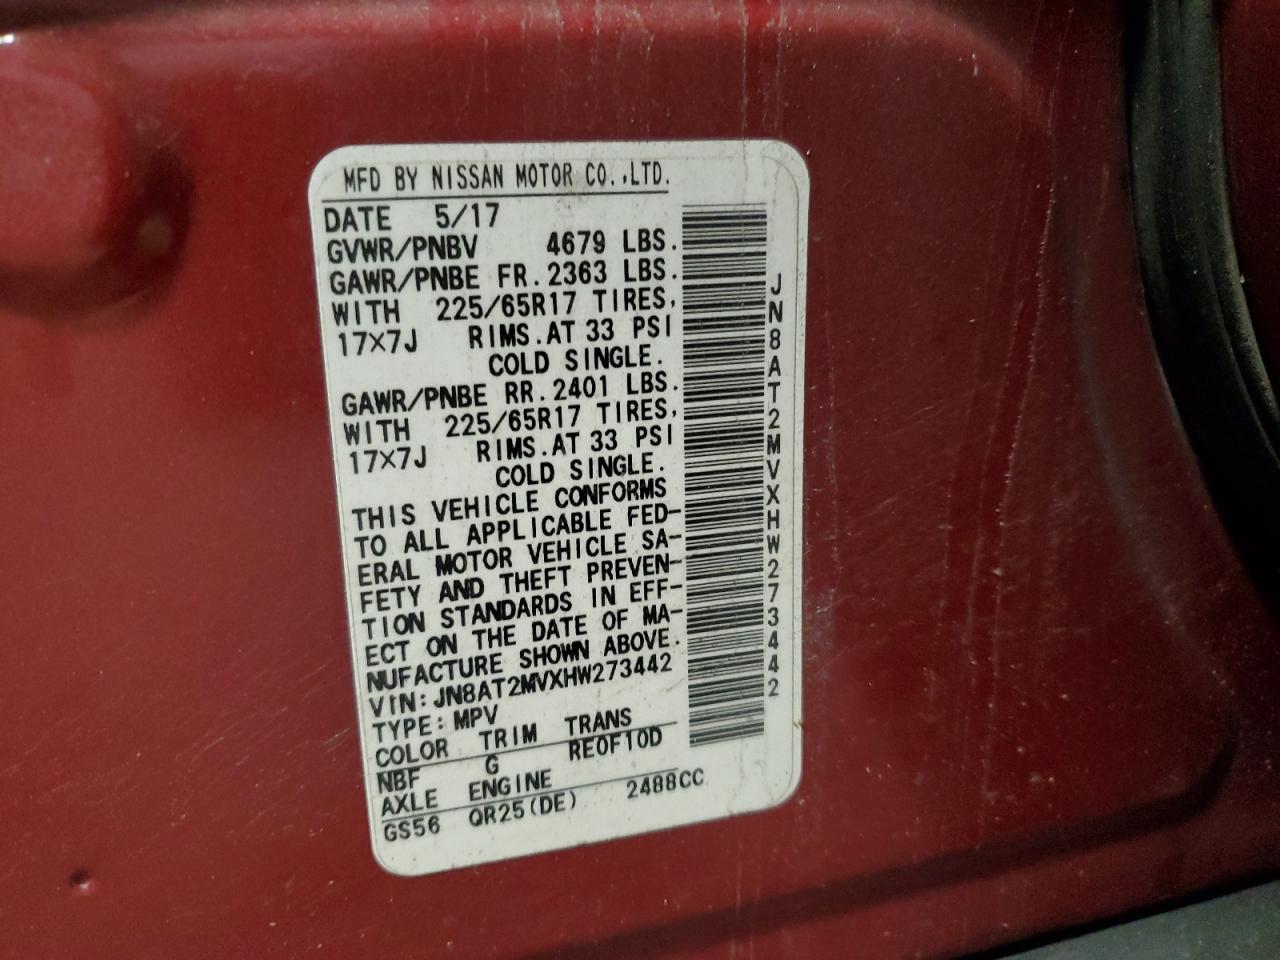 MFD BY NISSAN MOTOR CO.,LTD.
DATE 5/17
GVWR/PNBV 4679 LBS.
GAWR/PNBE FR.2363 LBS.
WITH 225/65R17 TIRES,
17×7J RIMS.AT 33 PSI
COLD SINGLE.
GAWR/PNBE RR.2401 LBS.
WITH 225/65R17 TIRES,
17×7J RIMS.AT 33 PSI
COLD SINGLE.
THIS VEHICLE CONFORMS
TO ALL APPLICABLE FED-
ERAL MOTOR VEHICLE SA-
FETY AND THEFT PREVEN-
TION STANDARDS IN EFF-
ECT ON THE DATE OF MA-
NUFACTURE SHOWN ABOVE.
VIN:JN8AT2MVXHW273442
TYPE:MPV
COLOR TRIM TRANS
NBF G RE0F10D
AXLE ENGINE
GS56 QR25(DE) 2488CC
JN8AT2MVXHW273442